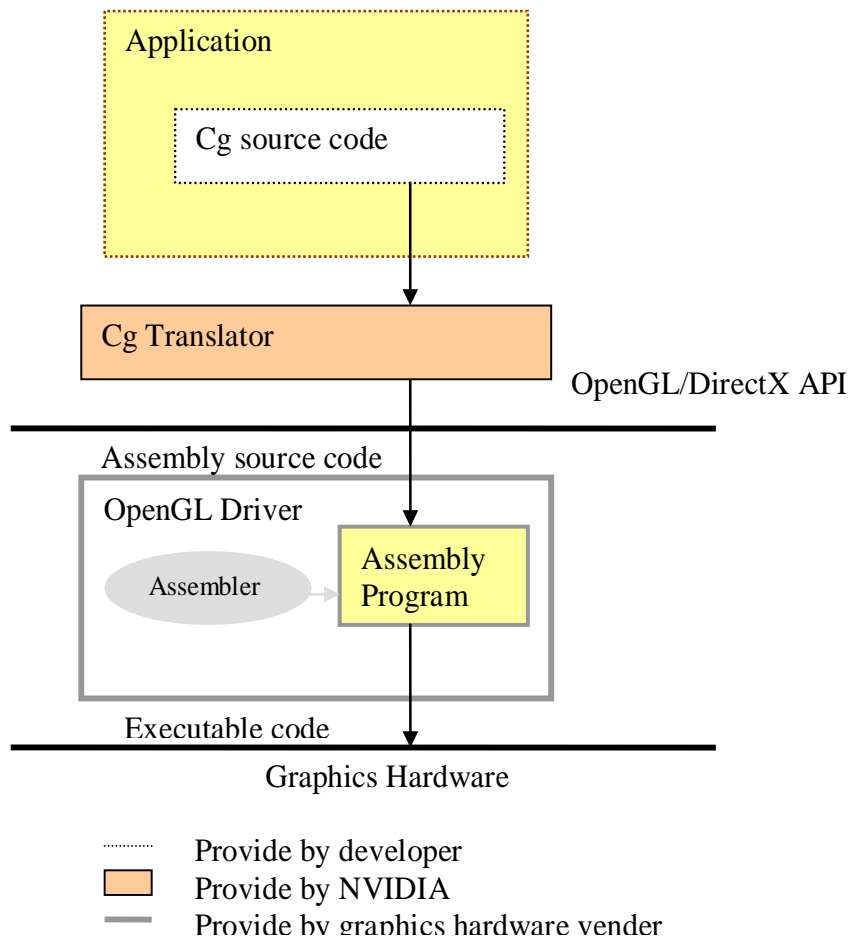 Application
Cg source code
Cg Translator
OpenGL/DirectX API
Assembly source code
OpenGL Driver
Assembler
Assembly
Program
Executable code
Graphics Hardware
Provide by developer
Provide by NVIDIA
Provide by graphics hardware vender